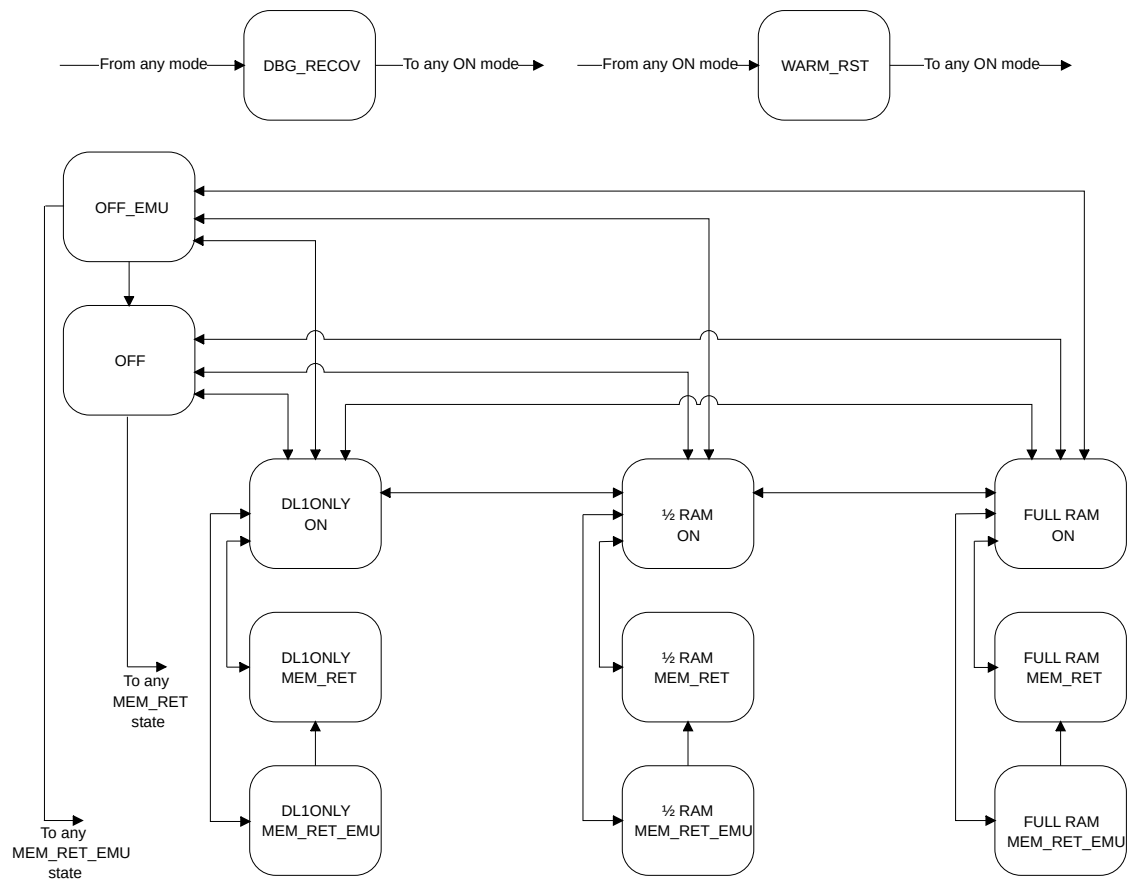 From any mode
DBG_RECOV
To any ON mode
From any ON mode
WARM_RST
To any ON mode
OFF_EMU
OFF
DL1ONLY
ON
½ RAM
ON
FULL RAM
ON
DL1ONLY
MEM_RET
½ RAM
MEM_RET
FULL RAM
MEM_RET
To any
MEM_RET
state
DL1ONLY
MEM_RET_EMU
½ RAM
MEM_RET_EMU
FULL RAM
MEM_RET_EMU
To any
MEM_RET_EMU
state